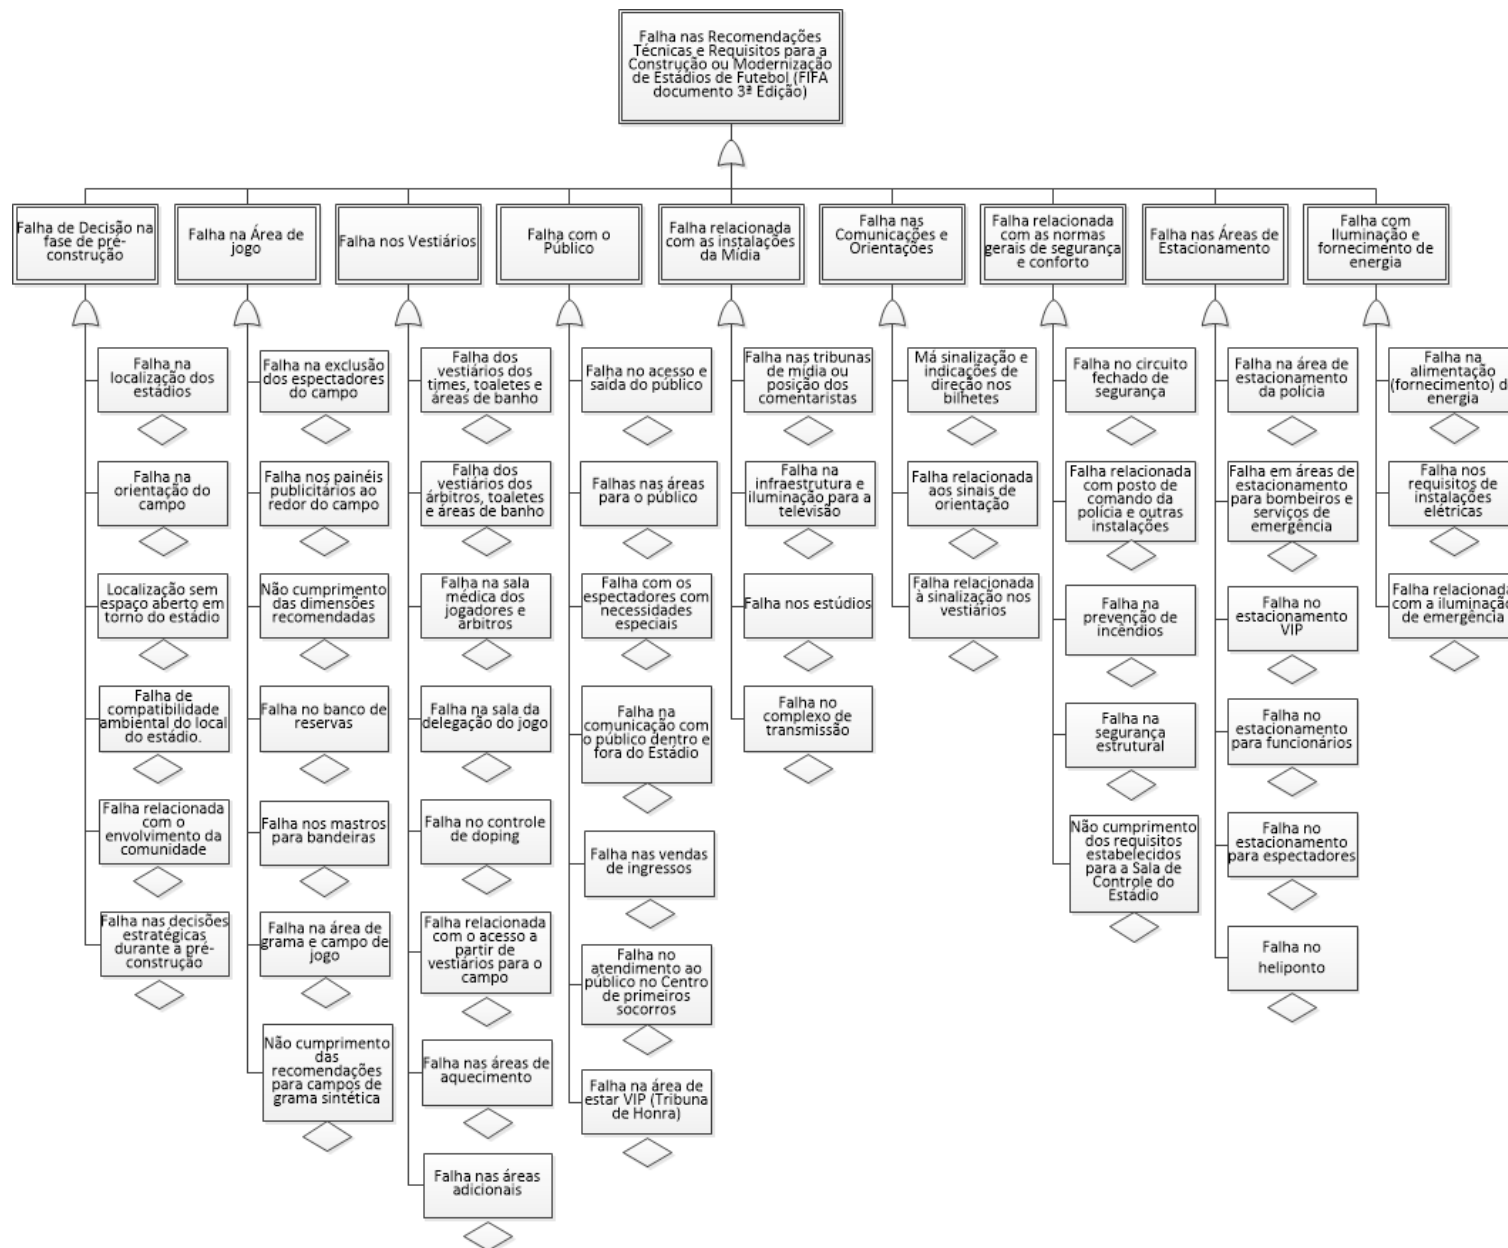 Falha nas Recomendações
Técnicas e Requisitos para a
Construção ou Modernização
de Estádios de Futebol (FIFA
documento 3ª Edição)
Falha de Decisão na
fase de pré-
construção
Falha na Área de
jogo
Falha nos Vestiários
Falha com o
Público
Falha relacionada
com as instalações
da Mídia
Falha nas
Comunicações e
Orientações
Falha relacionada
com as normas
gerais de segurança
e conforto
Falha nas Áreas de
Estacionamento
Falha com
Iluminação e
fornecimento de
energia
Falha na
localização dos
estádios
Falha na
orientação do
campo
Localização sem
espaço aberto em
torno do estádio
Falha de
compatibilidade
ambiental do local
do estádio.
Falha relacionada
com o
envolvimento da
comunidade
Falha nas decisões
estratégicas
durante a pré-
construção
Falha na exclusão
dos espectadores
do campo
Falha nos painéis
publicitários ao
redor do campo
Não cumprimento
das dimensões
recomendadas
Falha no banco de
reservas
Falha nos mastros
para bandeiras
Falha na área de
grama e campo de
jogo
Não cumprimento
das
recomendações
para campos de
grama sintética
Falha dos
vestiários dos
times, toaletes e
áreas de banho
Falha dos
vestiários dos
árbitros, toaletes
e áreas de banho
Falha na sala
médica dos
jogadores e
árbitros
Falha na sala da
delegação do jogo
Falha no controle
de doping
Falha relacionada
com o acesso a
partir de
vestiários para o
campo
Falha nas áreas de
aquecimento
Falha nas áreas
adicionais
Falha no acesso e
saída do público
Falhas nas áreas
para o público
Falha com os
espectadores com
necessidades
especiais
Falha na
comunicação com
o público dentro e
fora do Estádio
Falha nas vendas
de ingressos
Falha no
atendimento ao
público no Centro
de primeiros
socorros
Falha na área de
estar VIP (Tribuna
de Honra)
Falha nas tribunas
de mídia ou
posição dos
comentaristas
Falha na
infraestrutura e
iluminação para a
televisão
Falha nos estúdios
Falha no
complexo de
transmissão
Má sinalização e
indicações de
direção nos
bilhetes
Falha relacionada
aos sinais de
orientação
Falha relacionada
à sinalização nos
vestiários
Falha no circuito
fechado de
segurança
Falha relacionada
com posto de
comando da
polícia e outras
instalações
Falha na
prevenção de
incêndios
Falha na
segurança
estrutural
Não cumprimento
dos requisitos
estabelecidos
para a Sala de
Controle do
Estádio
Falha na área de
estacionamento
da polícia
Falha em áreas de
estacionamento
para bombeiros e
serviços de
emergência
Falha no
estacionamento
VIP
Falha no
estacionamento
para funcionários
Falha no
estacionamento
para espectadores
Falha no
heliponto
Falha na
alimentação
(fornecimento) d
energia
Falha nos
requisitos de
instalações
elétricas
Falha relacionada
com a iluminação
de emergência